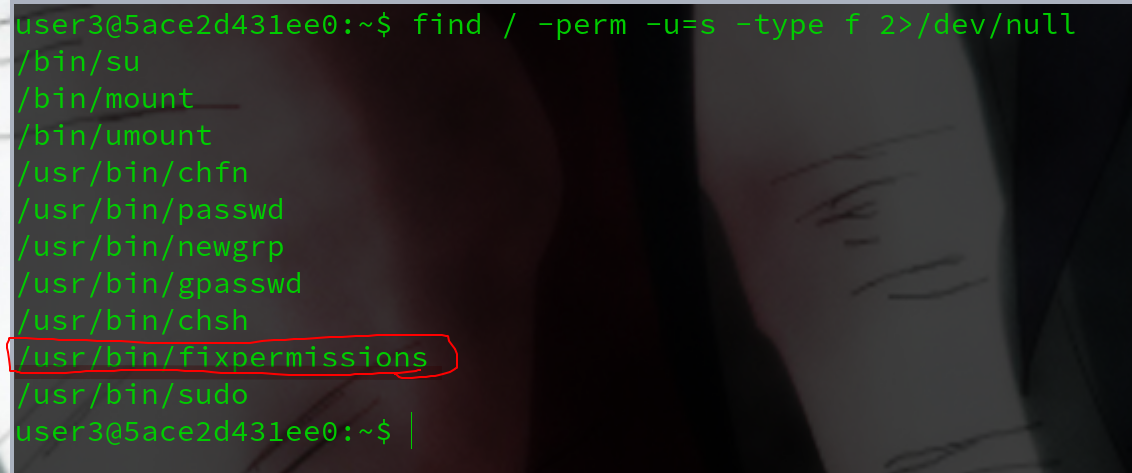 user3@5ace2d431ee0:~$ find / -perm -u=s -type f 2>/dev/null
/bin/su
/bin/mount
/bin/umount
/usr/bin/chfn
/usr/bin/passwd
/usr/bin/newgrp
/usr/bin/gpasswd
/usr/bin/chsh
/usr/bin/fixpermissions
/usr/bin/sudo
user3@5ace2d431ee0:~$